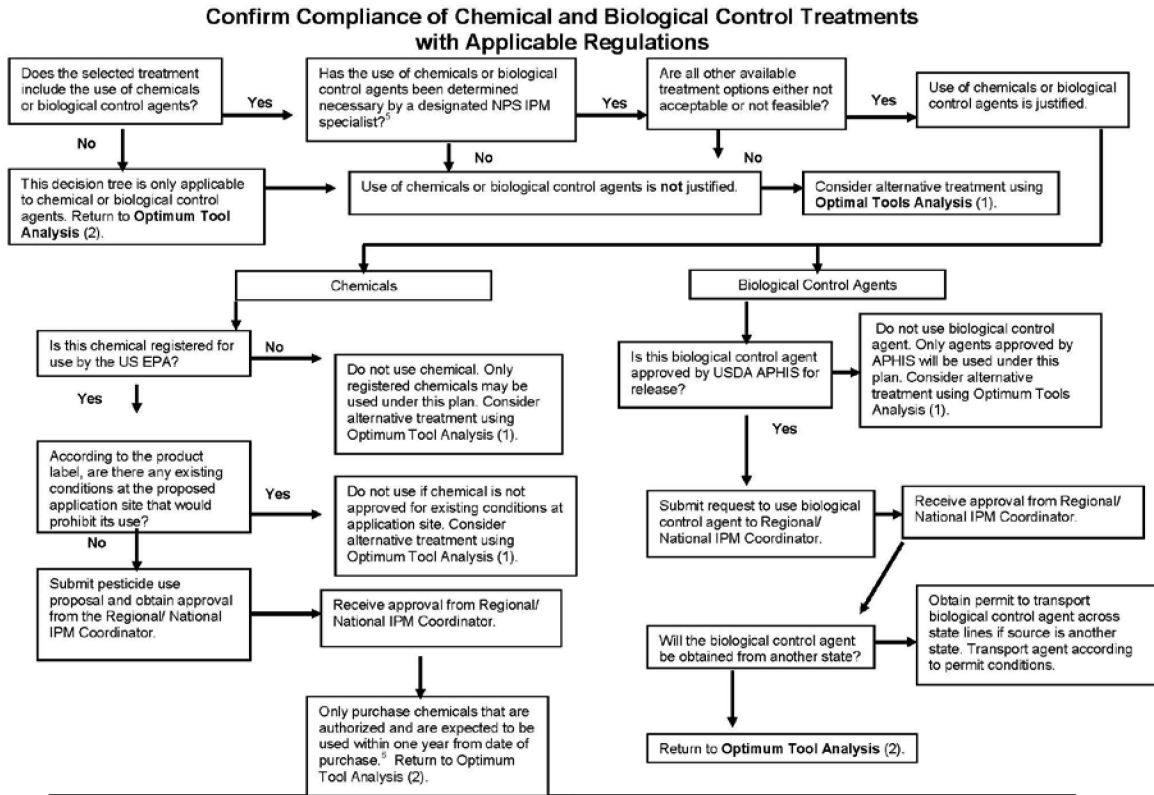 Confirm Compliance of Chemical and Biological Control Treatments
with Applicable Regulations
Does the selected treatment
include the use of chemicals
or biological control agents?
Yes
Has the use of chemicals or biological
control agents been determined
necessary by a designated NPS IPM
specialist?⁵
Yes
Are all other available
treatment options either not
acceptable or not feasible?
Yes
Use of chemicals or biological
control agents is justified.
No
No
No
This decision tree is only applicable
to chemical or biological control
agents. Return to Optimum Tool
Analysis (2).
Use of chemicals or biological control agents is not justified.
Consider alternative treatment using
Optimal Tools Analysis (1).
Chemicals
Biological Control Agents
Is this chemical registered for
use by the US EPA?
No
Do not use chemical. Only
registered chemicals may be
used under this plan. Consider
alternative treatment using
Optimum Tool Analysis (1).
Yes
According to the product
label, are there any existing
conditions at the proposed
application site that would
prohibit its use?
Yes
Do not use if chemical is not
approved for existing conditions at
application site. Consider
alternative treatment using
Optimum Tool Analysis (1).
No
Submit pesticide use
proposal and obtain approval
from the Regional/ National
IPM Coordinator.
Receive approval from Regional/
National IPM Coordinator.
Only purchase chemicals that are
authorized and are expected to be
used within one year from date of
purchase.⁶ Return to Optimum
Tool Analysis (2).
Is this biological control agent
approved by USDA APHIS for
release?
Do not use biological control
agent. Only agents approved by
APHIS will be used under this
plan. Consider alternative
treatment using Optimum Tools
Analysis (1).
Yes
Submit request to use biological
control agent to Regional/
National IPM Coordinator.
Receive approval from Regional/
National IPM Coordinator.
Will the biological control agent
be obtained from another state?
Obtain permit to transport
biological control agent across
state lines if source is another
state. Transport agent according
to permit conditions.
Return to Optimum Tool Analysis (2).